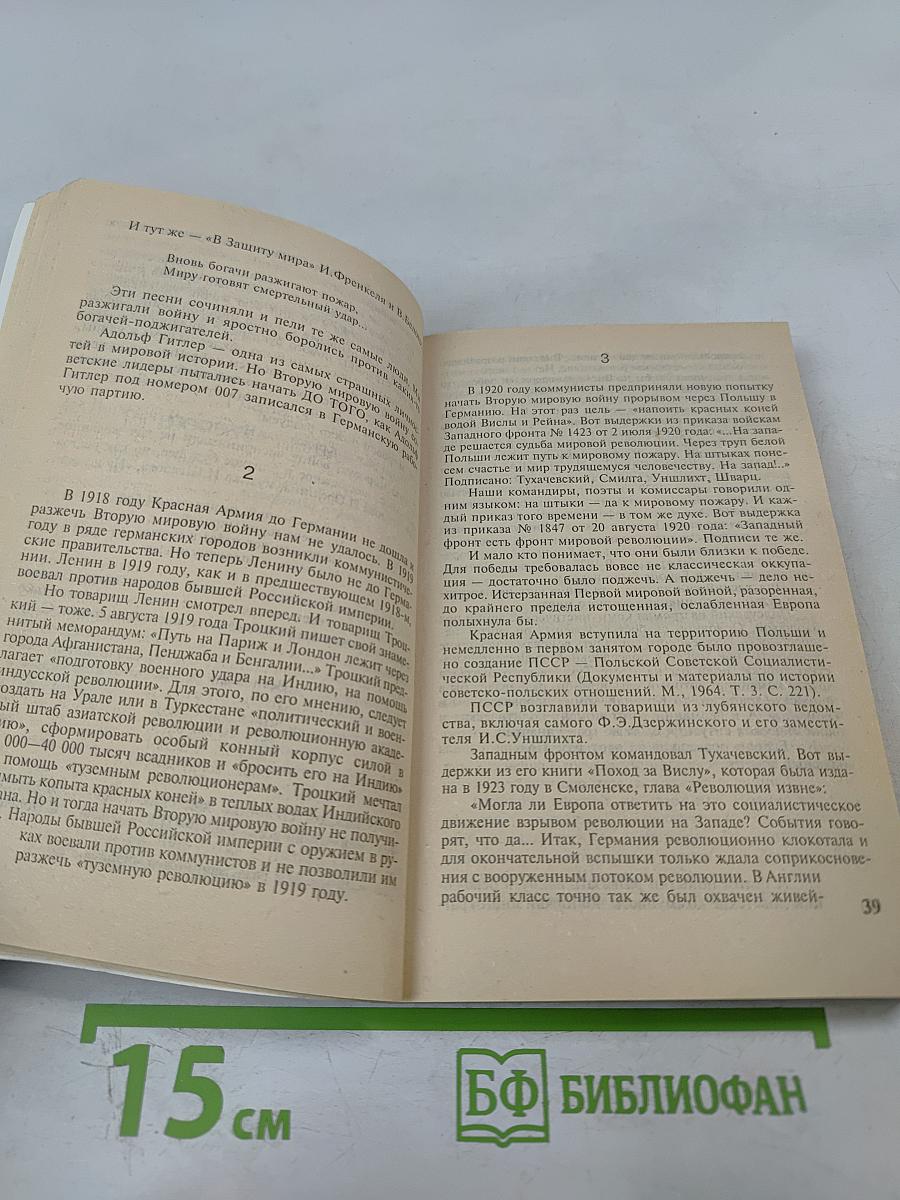 И тут же — «В Защиту мира» И.Френкеля и В.
Вновь богачи разжигают пожар,
Миру готовят смертельный удар...
Эти песни сочиняли и пели те же самые люди.
разжигали войну и яростно боролись против
богачей-поджигателей.
Адольф Гитлер — одна из самых страшных личнос-
тей в мировой истории. Но Вторую мировую войну со-
ветские лидеры пытались начать ДО ТОГО, как Адольф
Гитлер под номером 007 записался в Германскую рабо-
чую партию.
2
В 1918 году Красная Армия до Германии не дошла и
разжечь Вторую мировую войну нам не удалось. В 1919
году в ряде германских городов возникли коммунистиче-
ские правительства. Но теперь Ленину было не до Герма-
нии. Ленин в 1919 году, как и в предшествующем 1918-м,
воевал против народов бывшей Российской империи.
Но товарищ Ленин смотрел вперед. И товарищ Троц-
кий — тоже. 5 августа 1919 года Троцкий пишет свой знаме-
нитый меморандум: «Путь на Париж и Лондон лежит через
города Афганистана, Пенджаба и Бенгалии...» Троцкий пред-
лагает «подготовку военного удара на Индию, на помощь
индусской революции». Для этого, по его мнению, следует
создать на Урале или в Туркестане «политический и воен-
ный штаб азиатской революции и революционную акаде-
мию», сформировать особый конный корпус силой в
000—40 000 тысяч всадников и «бросить его на Индию»
помощь «туземным революционерам». Троцкий мечтал
мыть копыта красных коней» в теплых водах Индийского
ана. Но и тогда начать Вторую мировую войну не получи-
. Народы бывшей Российской империи с оружием в ру-
ках воевали против коммунистов и не позволили им
разжечь «туземную революцию» в 1919 году.
3
В 1920 году коммунисты предприняли новую попытку
начать Вторую мировую войну прорывом через Польшу в
Германию. На этот раз цель — «напоить красных коней
водой Вислы и Рейна». Вот выдержки из приказа войскам
Западного фронта № 1423 от 2 июля 1920 года: «...На запа-
де решается судьба мировой революции. Через труп белой
Польши лежит путь к мировому пожару. На штыках поне-
сем счастье и мир трудящемуся человечеству. На запад!..»
Подписано: Тухачевский, Смилга, Уншлихт, Шварц.
Наши командиры, поэты и комиссары говорили од-
ним языком: на штыки — да к мировому пожару. И каж-
дый приказ того времени — в том же духе. Вот выдержка
из приказа № 1847 от 20 августа 1920 года: «Западный
фронт есть фронт мировой революции». Подписи те же.
И мало кто понимает, что они были близки к победе.
Для победы требовалась вовсе не классическая оккупа-
ция — достаточно было поджечь. А поджечь — дело не-
хитрое. Истерзанная Первой мировой войной, разоренная,
до крайнего предела истощенная, ослабленная Европа
полыхнула бы.
Красная Армия вступила на территорию Польши и
немедленно в первом занятом городе было провозглаше-
но создание ПССР — Польской Советской Социалисти-
ческой Республики (Документы и материалы по истории
советско-польских отношений. М., 1964. Т. 3. С. 221).
ПССР возглавили товарищи из лубянского ведом-
ства, включая самого Ф.Э.Дзержинского и его замести-
теля И.С.Уншлихта.
Западным фронтом командовал Тухачевский. Вот вы-
держки из его книги «Поход за Вислу», которая была изда-
на в 1923 году в Смоленске, глава «Революция извне»:
«Могла ли Европа ответить на это социалистическое
движение взрывом революции на Западе? События гово-
рят, что да... Итак, Германия революционно клокотала и
для окончательной вспышки только ждала соприкоснове-
ния с вооруженным потоком революции. В Англии
рабочий класс точно так же был охвачен живей-
39
15 см
БФ БИБЛИОФАН